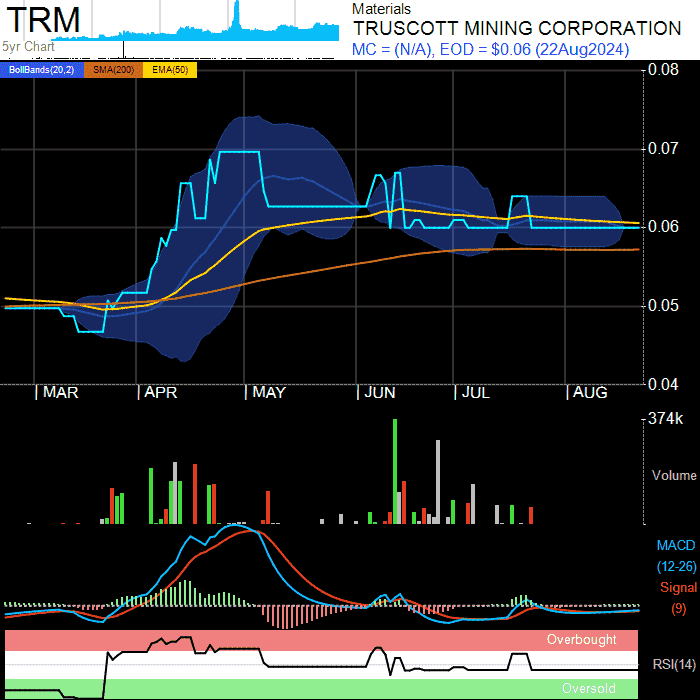 TRM
5yr Chart
Materials
TRUSCOTT MINING CORPORATION
MC = (N/A), EOD = $0.06 (22Aug2024)
BollBands(20,2) SMA(200) EMA(50)
0.08
0.07
0.06
0.05
0.04
MAR APR MAY JUN JUL AUG
374k
Volume
MACD
(12-26)
Signal
(9)
Overbought
RSI(14)
Oversold